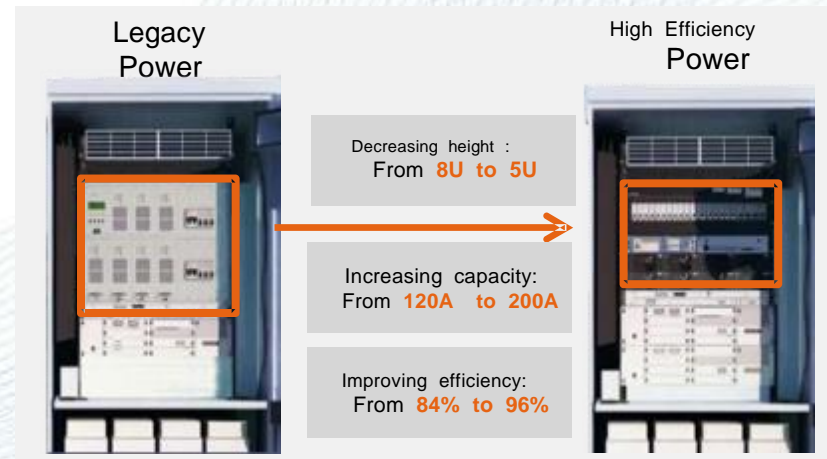 Legacy
Power
High Efficiency
Power
Decreasing height :
From 8U to 5U
Increasing capacity:
From 120A to 200A
Improving efficiency:
From 84% to 96%